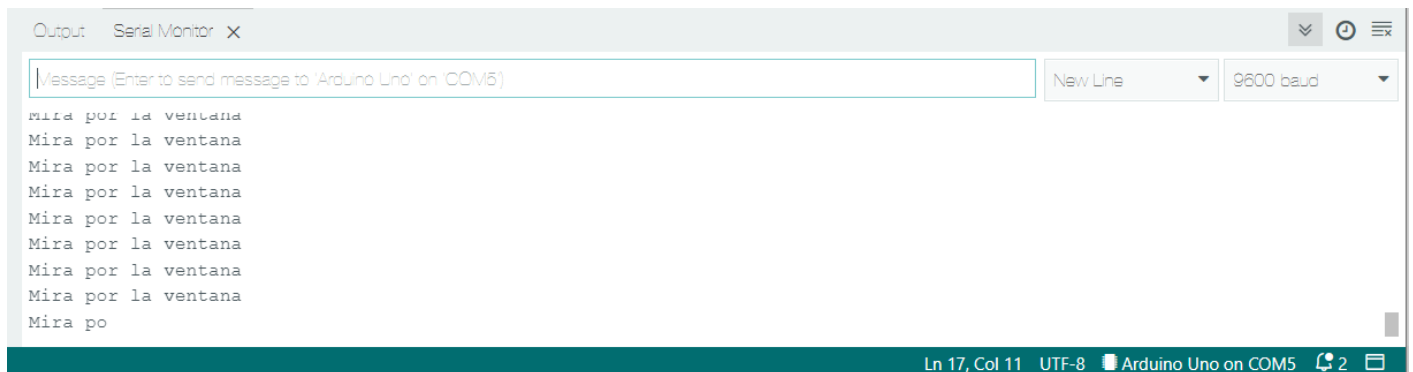 Output Serial Monitor X
Message (Enter to send message to 'Arduino Uno' on 'COM5') New Line 9600 baud
Mira por la ventana
Mira por la ventana
Mira por la ventana
Mira por la ventana
Mira por la ventana
Mira por la ventana
Mira por la ventana
Mira por la ventana
Mira po
Ln 17, Col 11 UTF-8 Arduino Uno on COM5 2